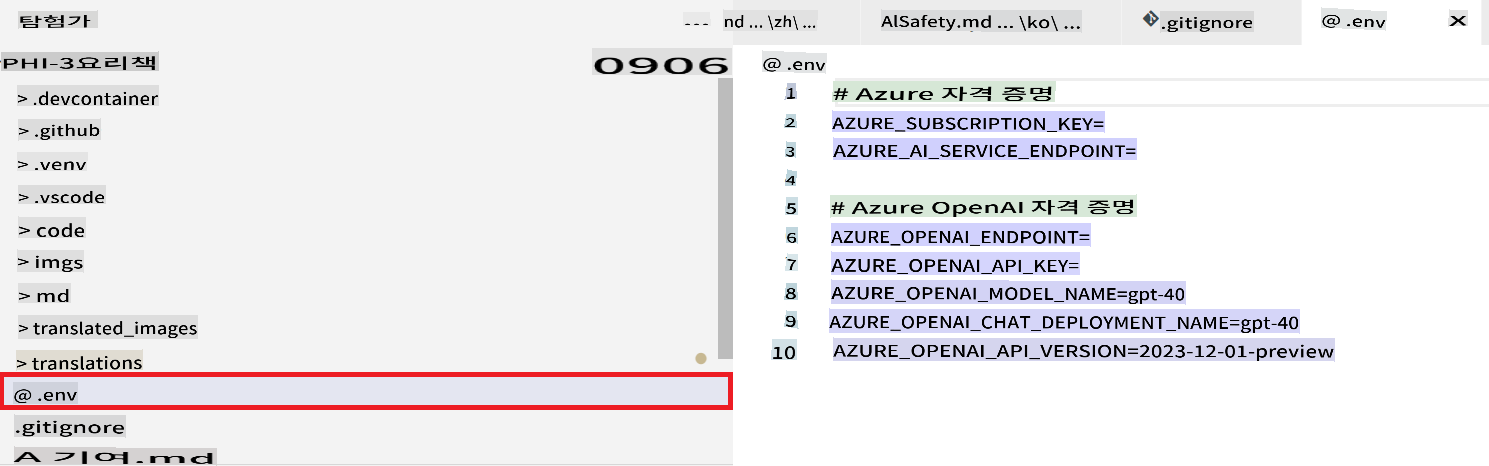 탐험가
PHI-3요리책
0906
> .devcontainer
> .github
> .venv
> .vscode
> code
> imgs
> md
> translated_images
> translations
@ .env
.gitignore
A 기여.md
nd ... \zh\ ...
AlSafety.md ... \ko\ ...
.gitignore
@ .env
@ .env
1 # Azure 자격 증명
2 AZURE_SUBSCRIPTION_KEY=
3 AZURE_AI_SERVICE_ENDPOINT=
4
5 # Azure OpenAI 자격 증명
6 AZURE_OPENAI_ENDPOINT=
7 AZURE_OPENAI_API_KEY=
8 AZURE_OPENAI_MODEL_NAME=gpt-40
9 AZURE_OPENAI_CHAT_DEPLOYMENT_NAME=gpt-40
10 AZURE_OPENAI_API_VERSION=2023-12-01-preview